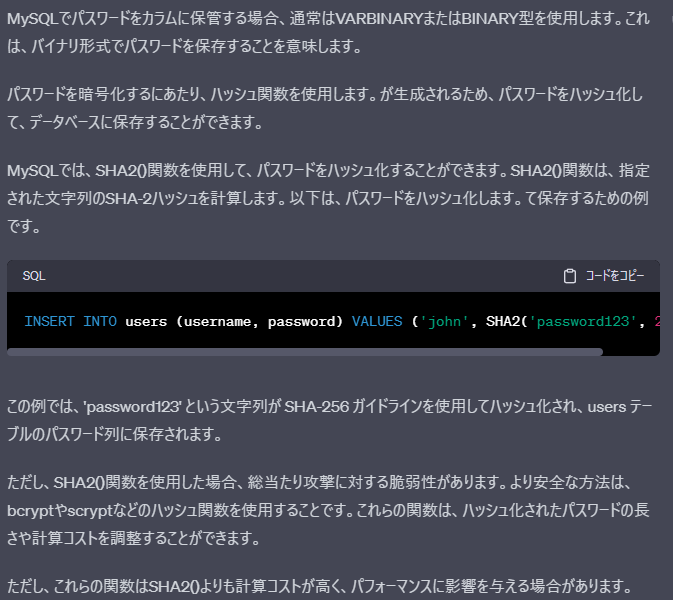 MySQLでパスワードをカラムに保管する場合、通常はVARBINARYまたはBINARY型を使用します。これ
は、バイナリ形式でパスワードを保存することを意味します。
パスワードを暗号化するにあたり、ハッシュ関数を使用します。が生成されるため、パスワードをハッシュ化し
て、データベースに保存することができます。
MySQLでは、SHA2()関数を使用して、パスワードをハッシュ化することができます。SHA2()関数は、指定
された文字列のSHA-2ハッシュを計算します。以下は、パスワードをハッシュ化します。て保存するための例
です。
SQL
コードをコピー
INSERT INTO users (username, password) VALUES ('john', SHA2('password123', 2
この例では、'password123' という文字列が SHA-256 ガイドラインを使用してハッシュ化され、users テー
ブルのパスワード列に保存されます。
ただし、SHA2()関数を使用した場合、総当たり攻撃に対する脆弱性があります。より安全な方法は、
bcryptやscryptなどのハッシュ関数を使用することです。これらの関数は、ハッシュ化されたパスワードの長
さや計算コストを調整することができます。
ただし、これらの関数はSHA2()よりも計算コストが高く、パフォーマンスに影響を与える場合があります。